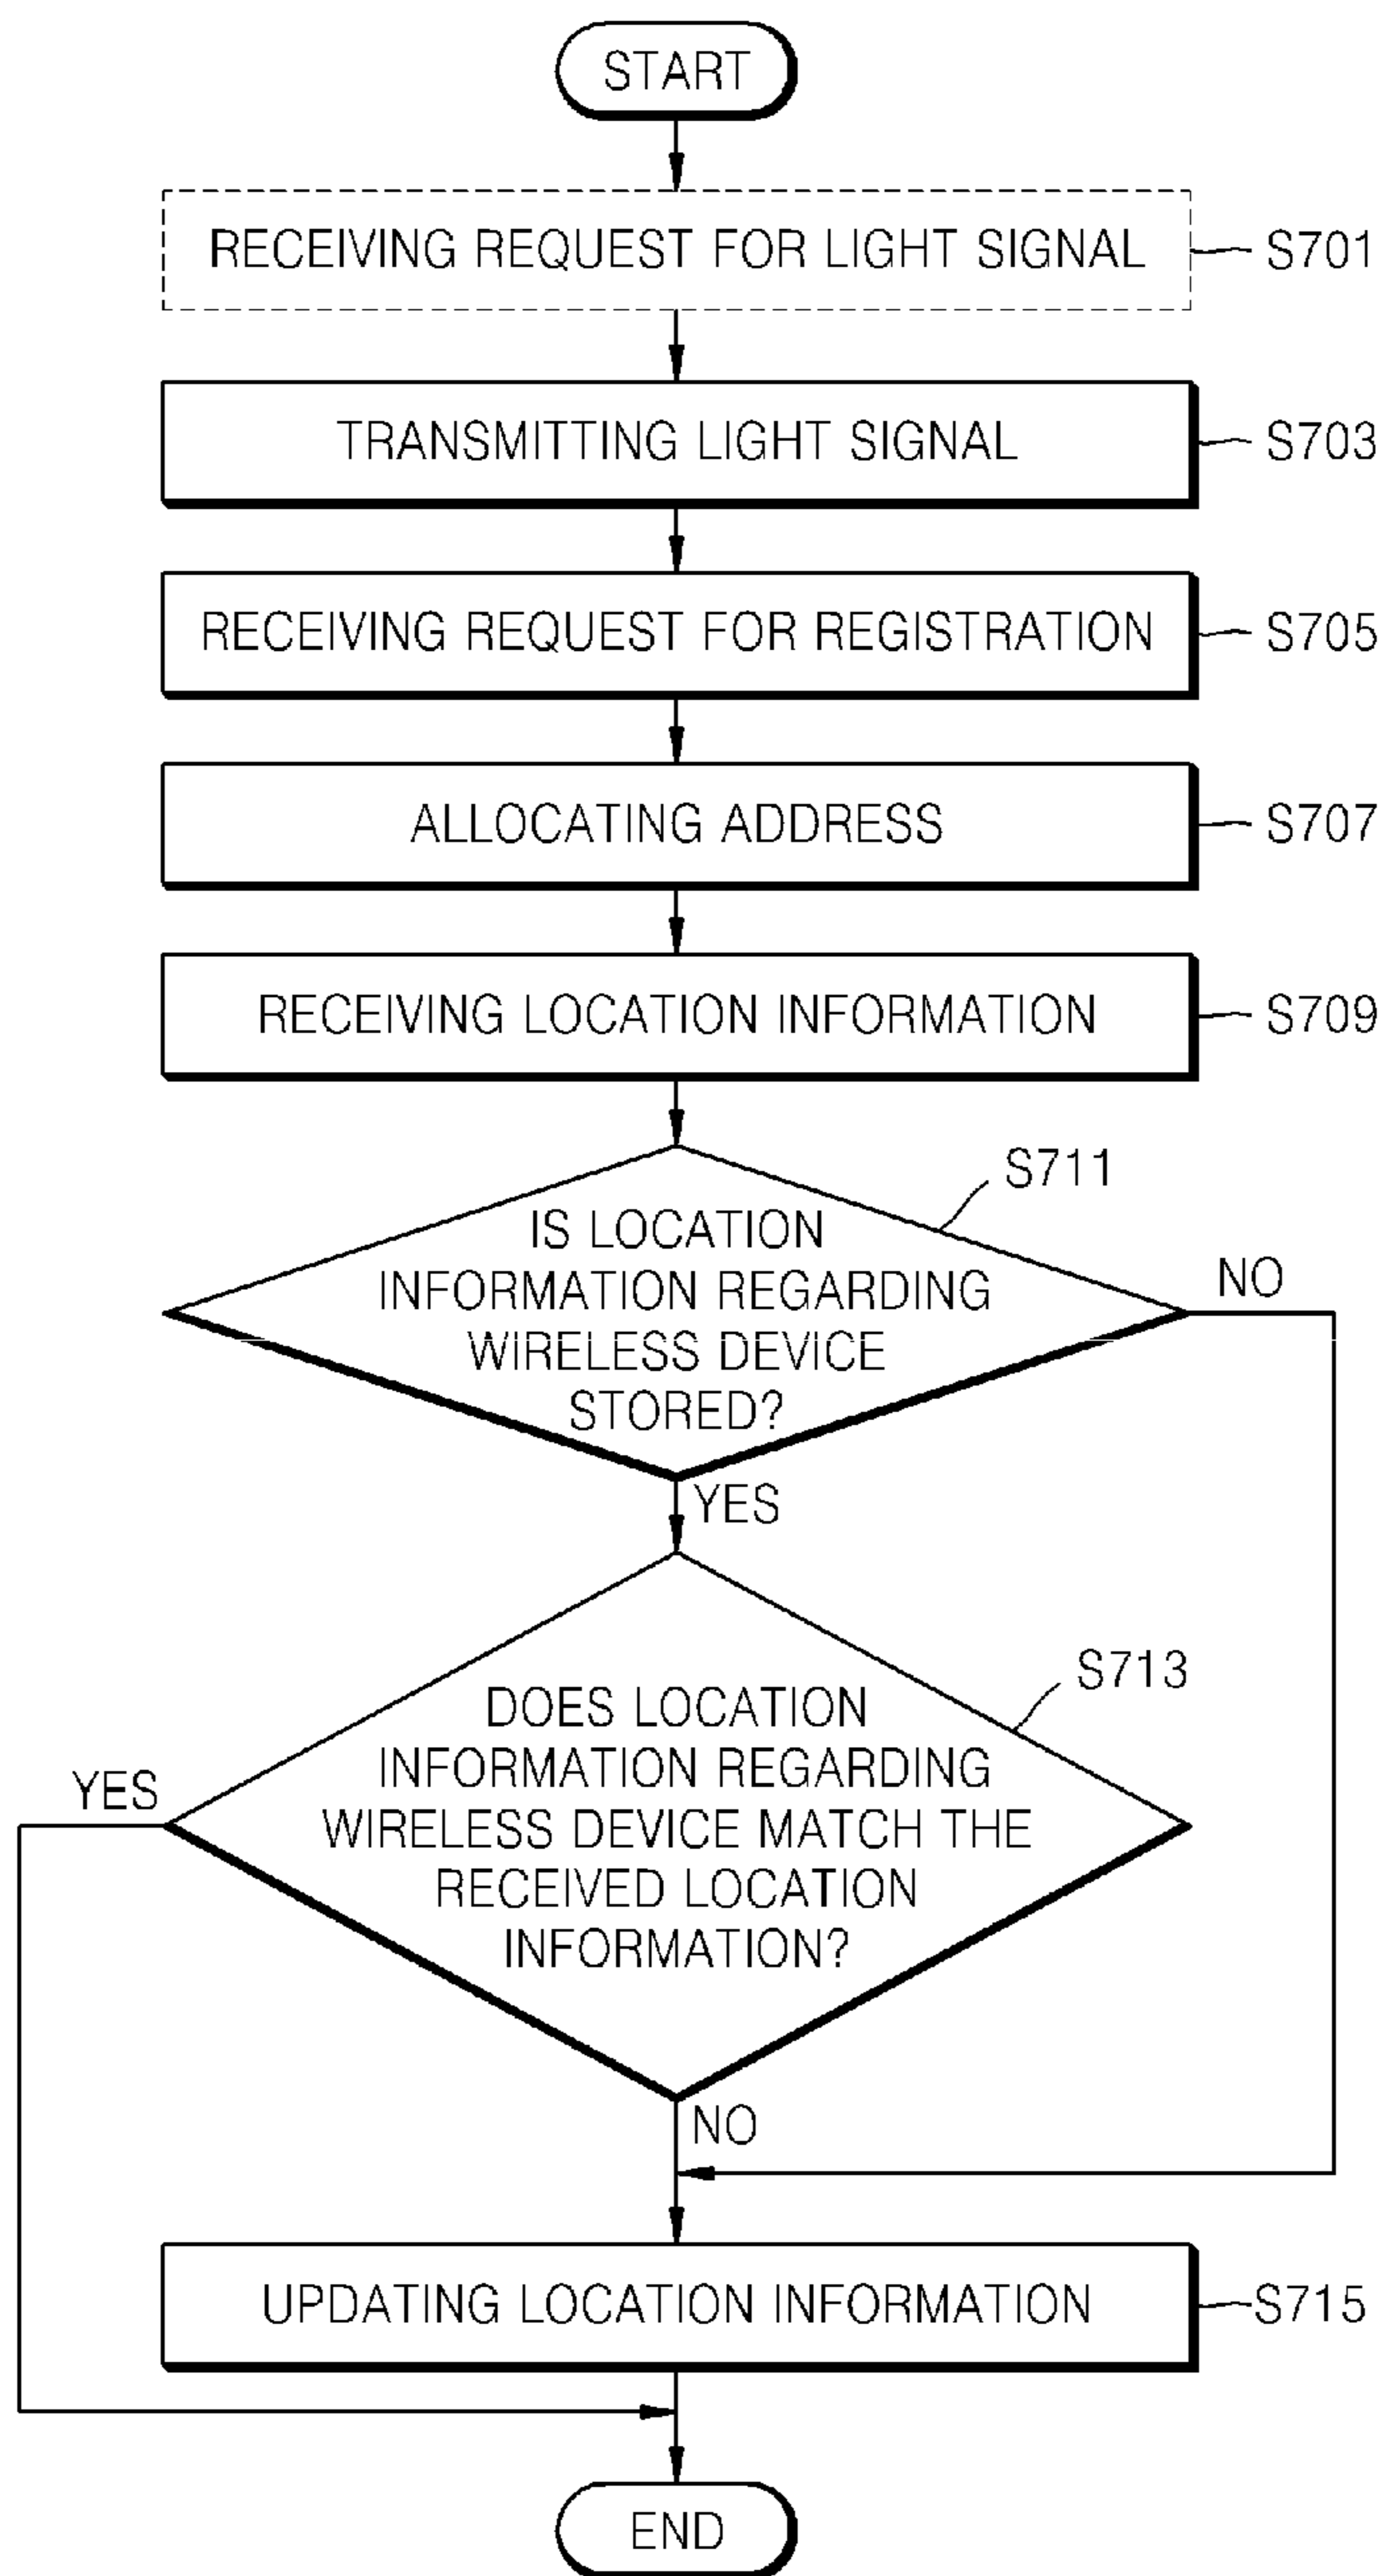 START
RECEIVING REQUEST FOR LIGHT SIGNAL
S701
TRANSMITTING LIGHT SIGNAL
S703
RECEIVING REQUEST FOR REGISTRATION
S705
ALLOCATING ADDRESS
S707
RECEIVING LOCATION INFORMATION
S709
S711
IS LOCATION
INFORMATION REGARDING
WIRELESS DEVICE
STORED?
NO
YES
S713
DOES LOCATION
INFORMATION REGARDING
WIRELESS DEVICE MATCH THE
RECEIVED LOCATION
INFORMATION?
YES
NO
UPDATING LOCATION INFORMATION
S715
END